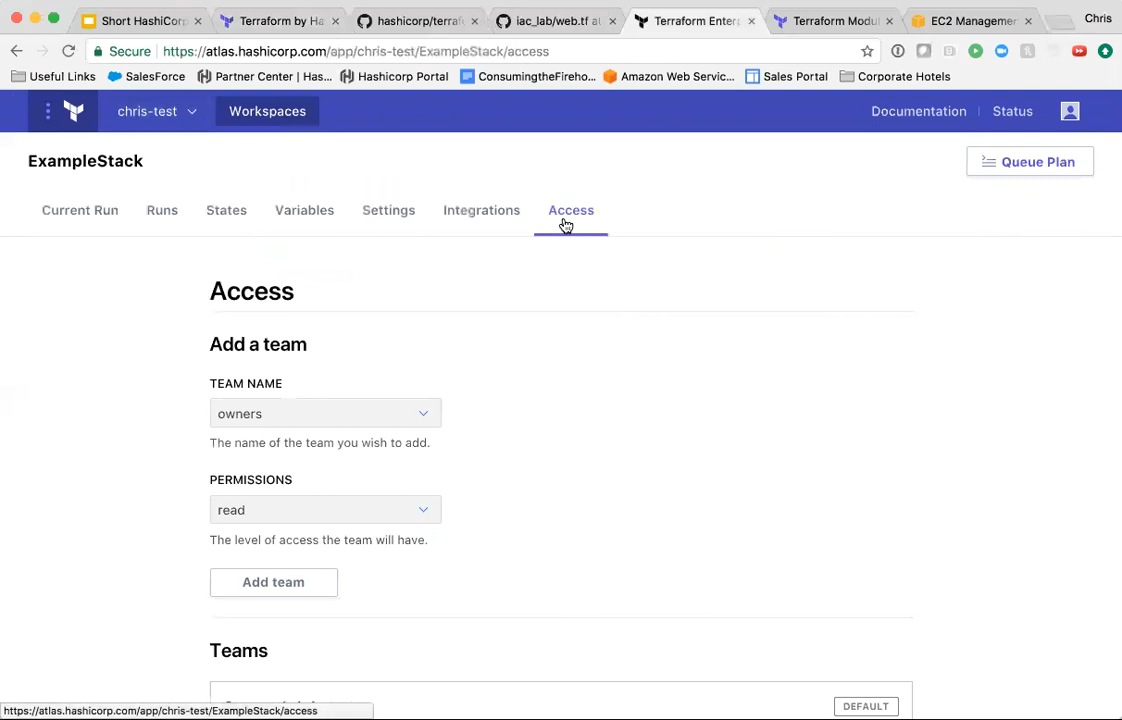 Short HashiCorp
Terraform by Ha
hashicorp/terraf
iac_lab/web.tf a
Terraform Enterp
Terraform Modul
EC2 Managemen
Chris
Secure https://atlas.hashicorp.com/app/chris-test/ExampleStack/access
Useful Links SalesForce Partner Center | Has... Hashicorp Portal ConsumingtheFireho... Amazon Web Servic... Sales Portal Corporate Hotels
chris-test Workspaces Documentation Status
ExampleStack
Queue Plan
Current Run Runs States Variables Settings Integrations Access
Access
Add a team
TEAM NAME
owners
The name of the team you wish to add.
PERMISSIONS
read
The level of access the team will have.
Add team
Teams
DEFAULT
https://atlas.hashicorp.com/app/chris-test/ExampleStack/access